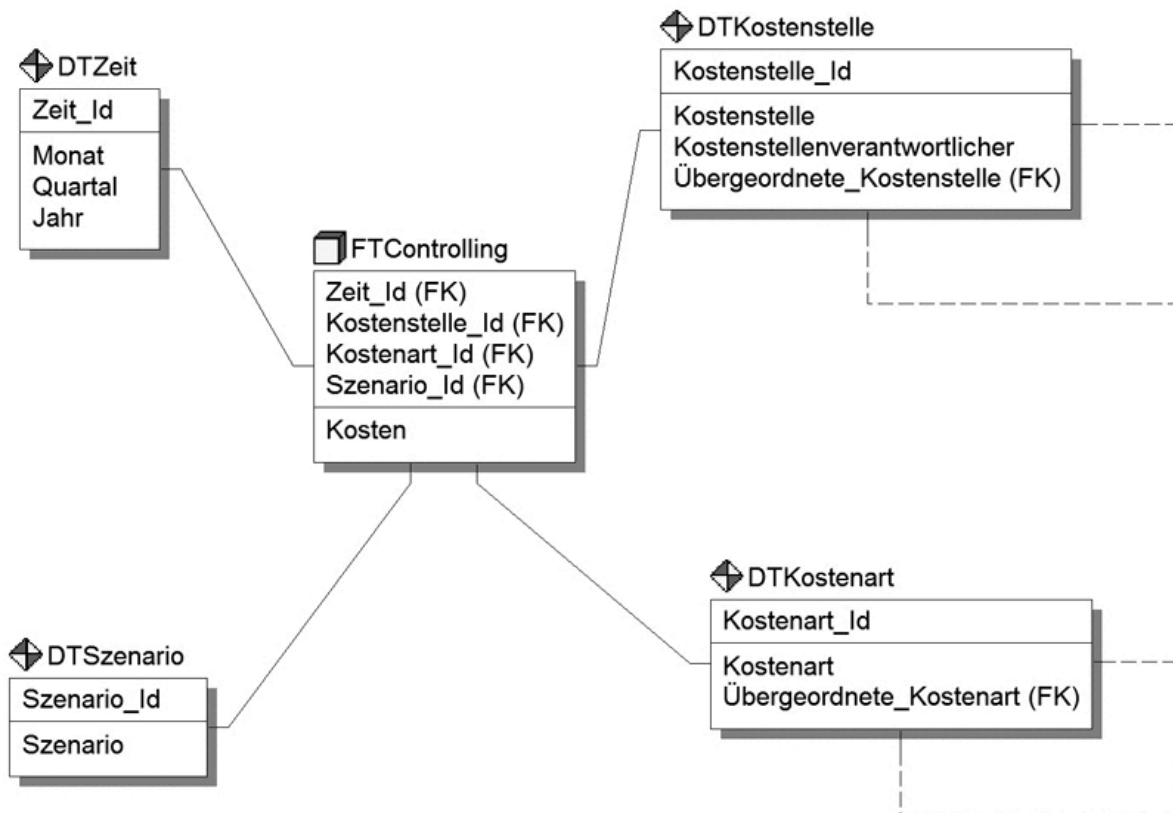 DTZeit
Zeit_Id
Monat
Quartal
Jahr
DTKostenstelle
Kostenstelle_Id
Kostenstelle
Kostenstellenverantwortlicher
Übergeordnete_Kostenstelle (FK)
FTControlling
Zeit_Id (FK)
Kostenstelle_Id (FK)
Kostenart_Id (FK)
Szenario_Id (FK)
Kosten
DTSzenario
Szenario_Id
Szenario
DTKostenart
Kostenart_Id
Kostenart
Übergeordnete_Kostenart (FK)